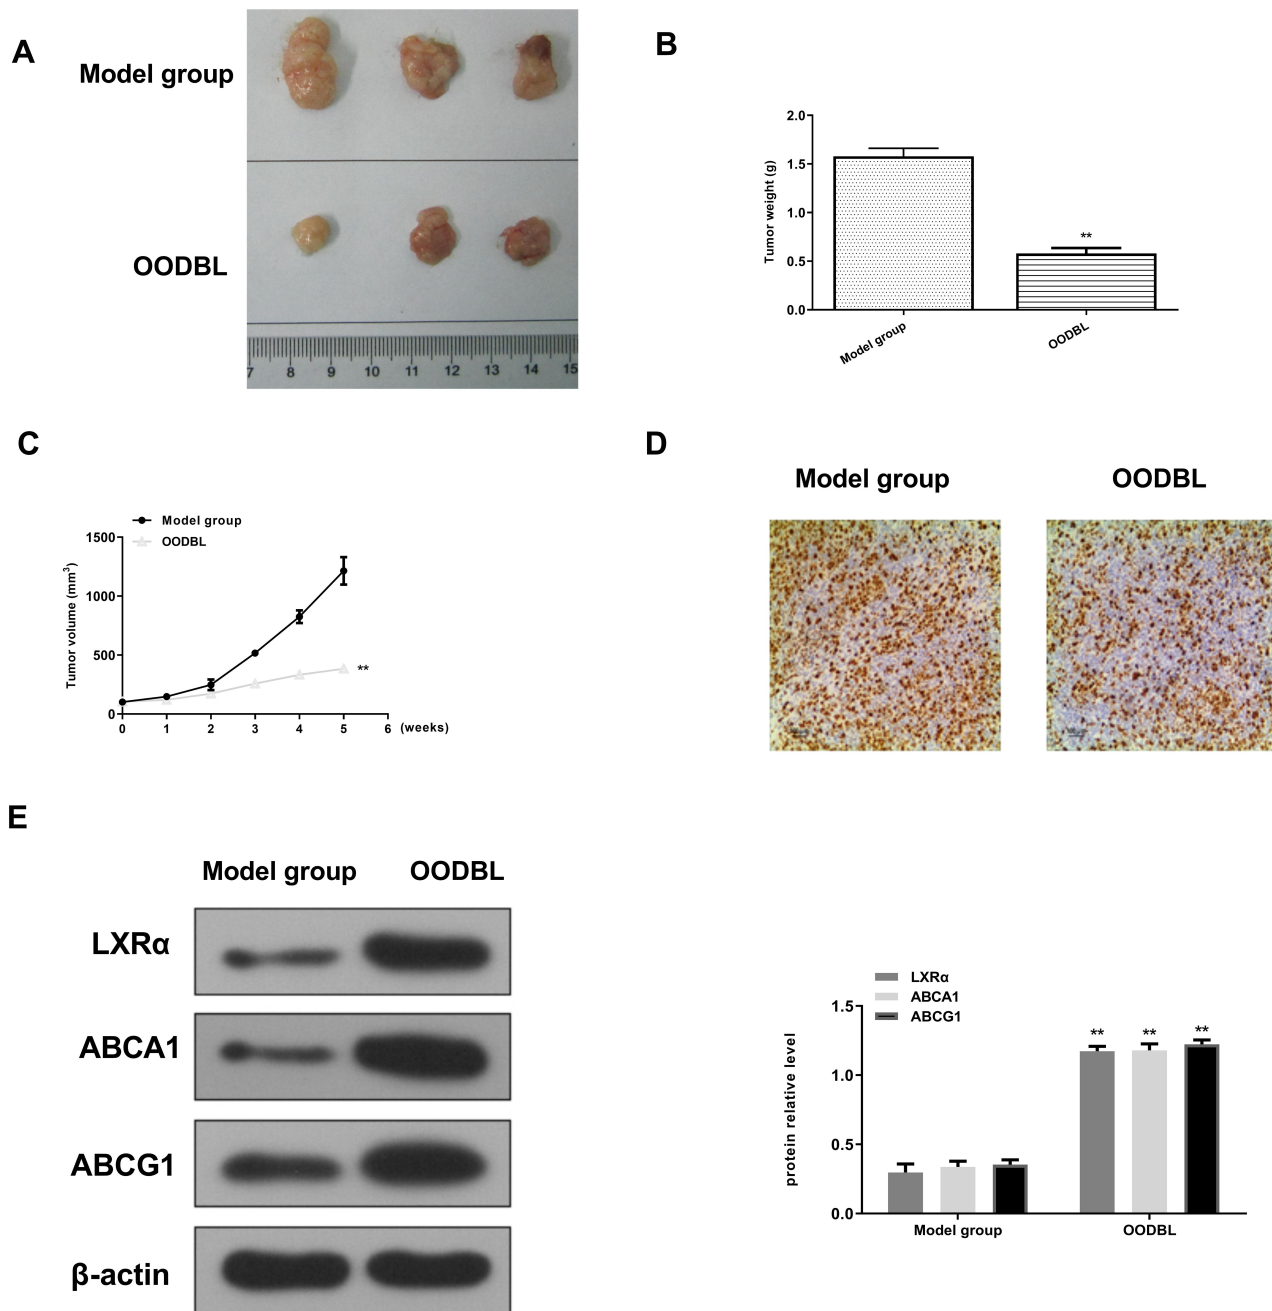 A
Model group
OODBL
7 8 9 10 11 12 13 14 15
B
2.0
1.5
1.0
0.5
0.0
Tumor weight (g)
**
Model group
OODBL
C
Model group
OODBL
1500
1000
500
0
Tumor volume (mm³)
**
0 1 2 3 4 5 6 (weeks)
D
Model group OODBL
E
Model group OODBL
LXRα
ABCA1
ABCG1
β-actin
LXRα
ABCA1
ABCG1
1.5
1.0
0.5
0.0
protein relative level
** ** **
Model group OODBL